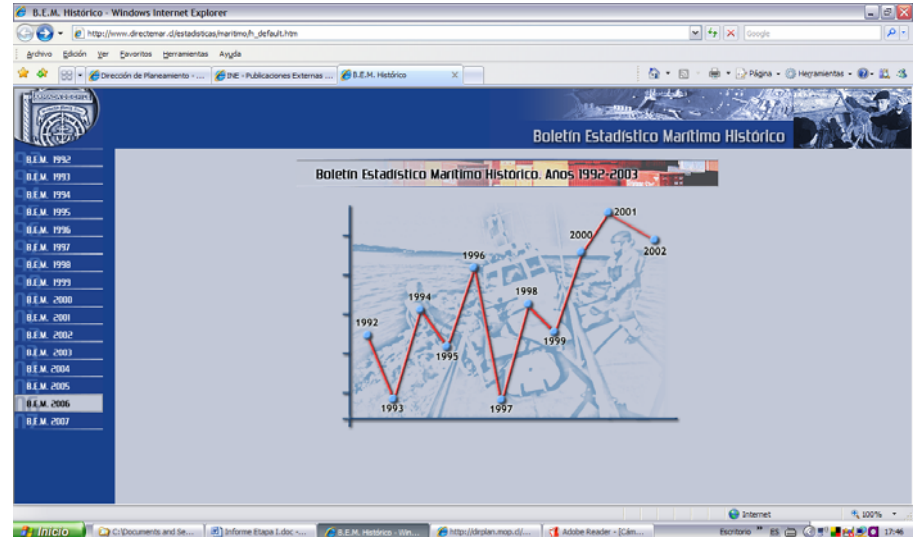 B.E.M. Histórico - Windows Internet Explorer
http://www.directemar.cl/estadisticas/maritimo/h_default.htm
Google
Archivo Edición Ver Favoritos Herramientas Ayuda
Dirección de Planeamiento - ...
INE - Publicaciones Externas ...
B.E.M. Histórico
Página
Herramientas
Boletín Estadístico Marítimo HIstórico
B.E.M. 1992
B.E.M. 1993
B.E.M. 1994
B.E.M. 1995
B.E.M. 1996
B.E.M. 1997
B.E.M. 1998
B.E.M. 1999
B.E.M. 2000
B.E.M. 2001
B.E.M. 2002
B.E.M. 2003
B.E.M. 2004
B.E.M. 2005
B.E.M. 2006
B.E.M. 2007
Boletín Estadístico Marítimo Histórico. Anos 1992-2003
1992
1993
1994
1995
1996
1997
1998
1999
2000
2001
2002
Internet
100%
Inicio
C:\Documents and Se...
Informe Etapa I.doc -...
B.E.M. Histórico - Win...
http://dirplan.mop.cl/...
Adobe Reader - [Cám...
Escritorio
ES
17:46